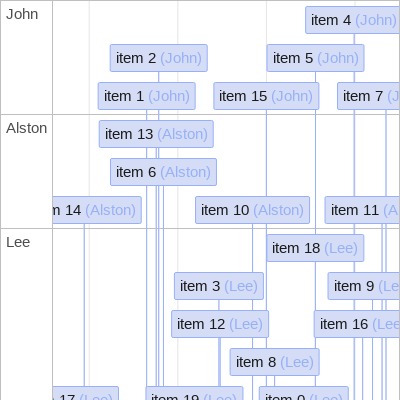 John
item 4 (John)
item 2 (John)
item 5 (John)
item 1 (John)
item 15 (John)
item 7 (J
Alston
item 13 (Alston)
item 6 (Alston)
14 (Alston)
item 10 (Alston)
item 11 (A
Lee
item 18 (Lee)
item 3 (Lee)
item 9 (Le
item 12 (Lee)
item 16 (Lee
item 8 (Lee)
17 (Lee)
item 19 (Lee)
item 0 (Lee)